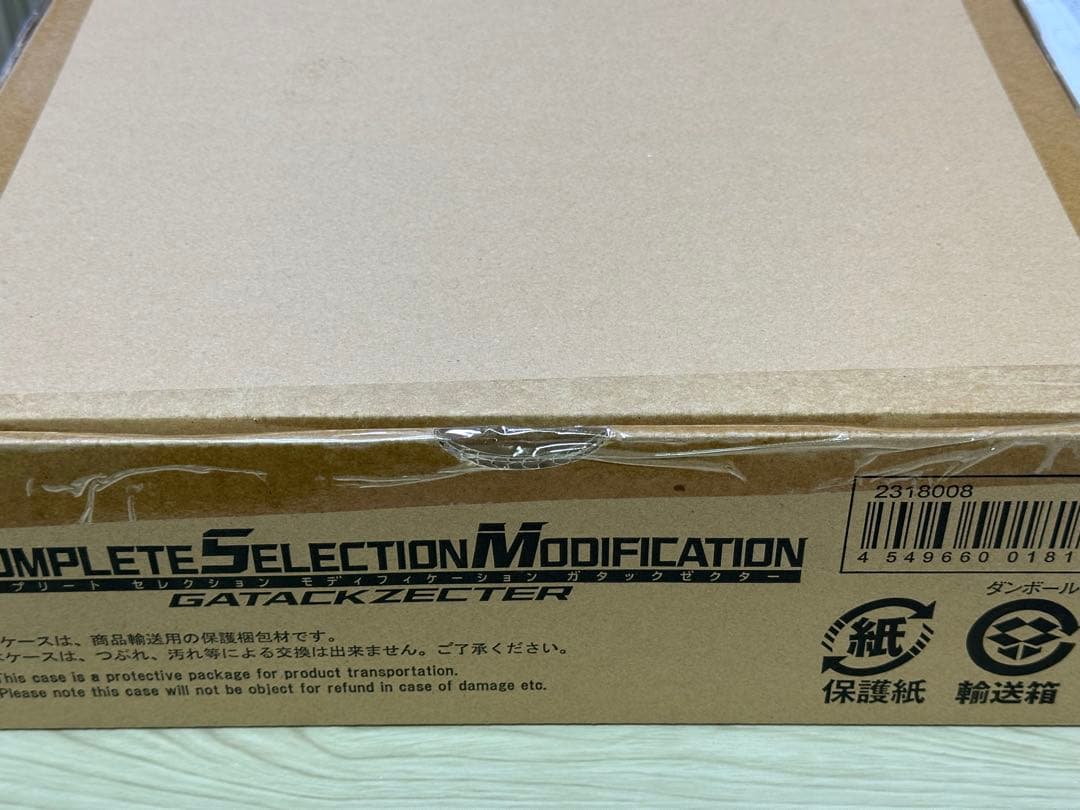 OMPLETE SELECTION MODIFICATION
プリート セレクション モディフィケーション ガタックゼクター
GATACKZECTER
ケースは、商品輸送用の保護梱包材です。
ケースは、つぶれ、汚れ等による交換は出来ません。ご了承ください。
This case is a protective package for product transportation.
Please note this case will not be object for refund in case of damage etc.
2318008
4 549660 0181
ダンボール
紙
保護紙
輸送箱